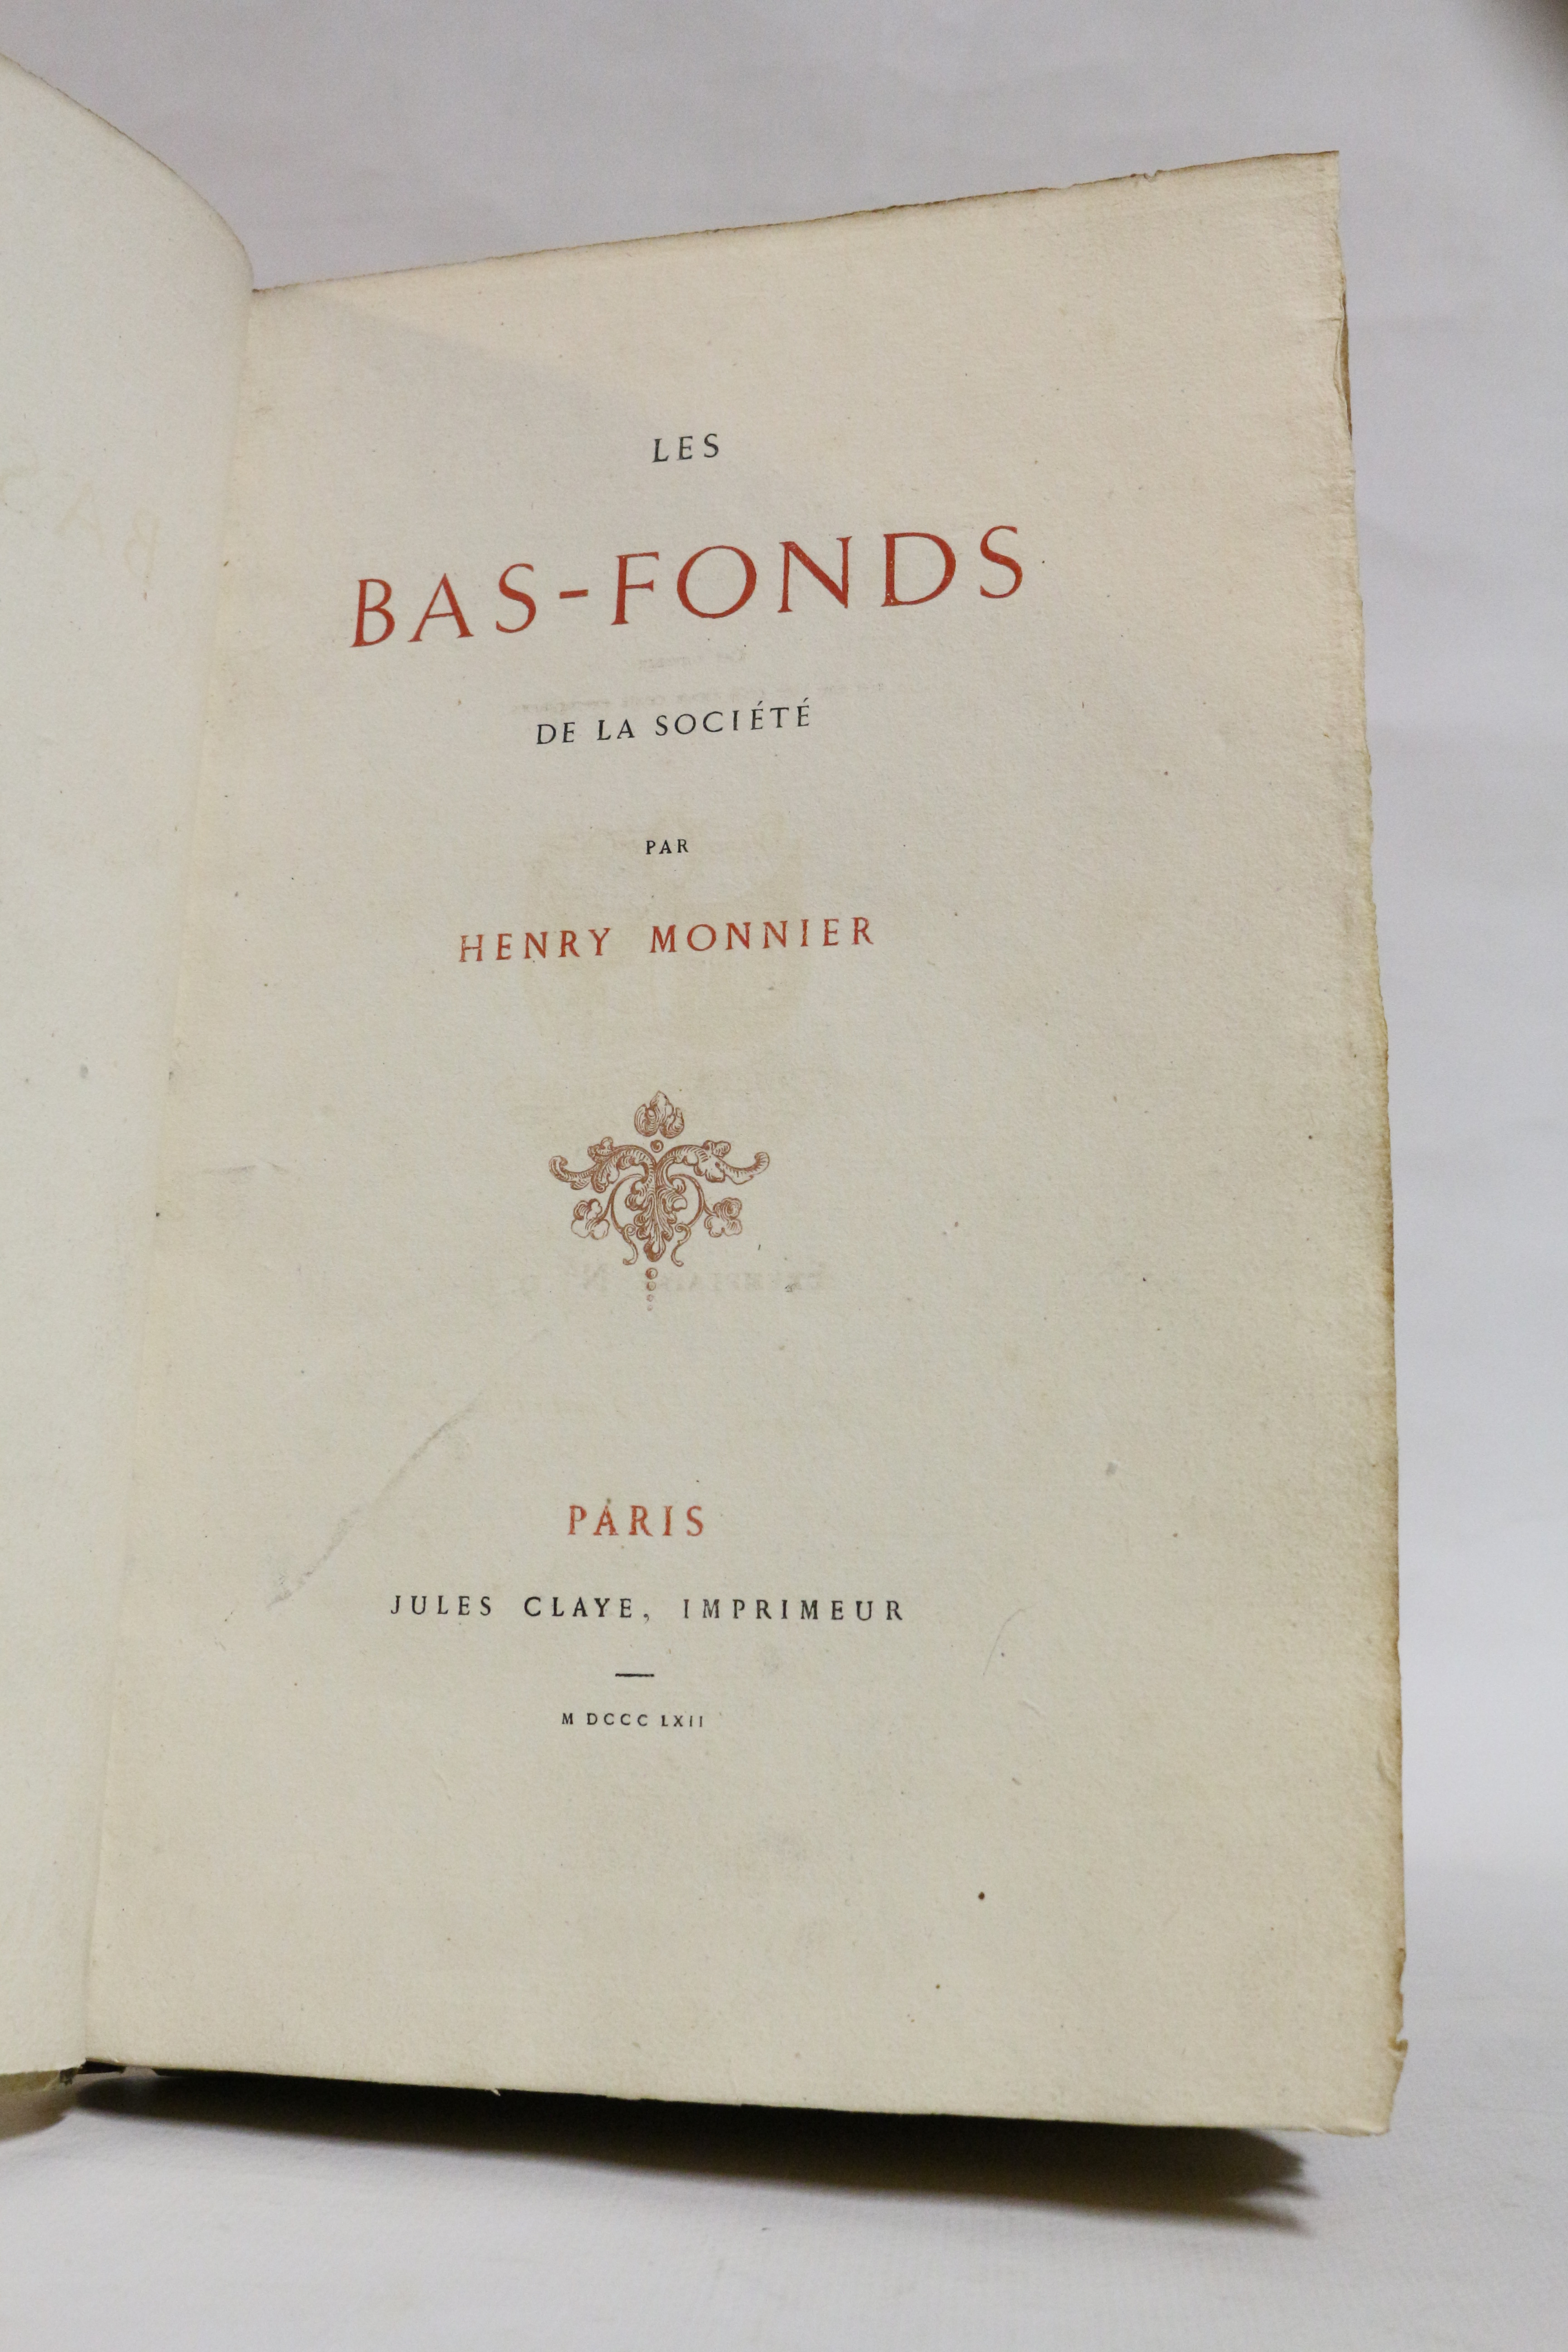 LES
BAS-FONDS
DE LA SOCIÉTÉ
PAR
HENRY MONNIER
PARIS
JULES CLAYE, IMPRIMEUR
M DCCC LXII